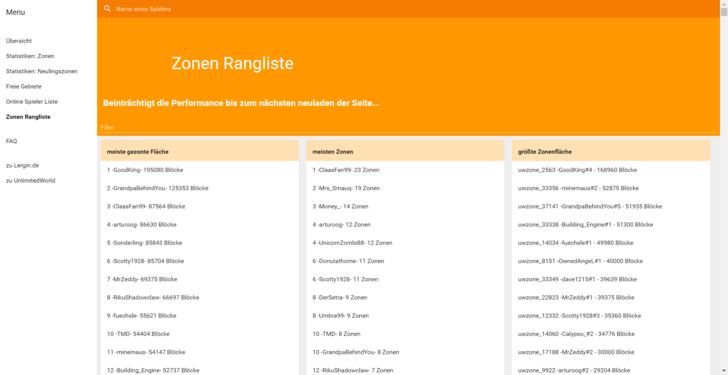 Menu
Übersicht
Statistiken: Zonen
Statistiken: Neulingszonen
Freie Gebiete
Online Spieler Liste
Zonen Rangliste
FAQ
zu Lergin.de
zu UnlimitedWorld
Name eines Spielers
Zonen Rangliste
Beinträchtigt die Performance bis zum nächsten neuladen der Seite...
Filter
meiste gezonte Fläche
1 -GoodKing- 195080 Blöcke
2 -GrandpaBehindYou- 125353 Blöcke
3 -ClaasFan99- 87564 Blöcke
4 -arturoog- 86630 Blöcke
5 -Sonderling- 85843 Blöcke
6 -Scotty1928- 85704 Blöcke
7 -MrZeddy- 69375 Blöcke
8 -RikuShadowclaw- 66697 Blöcke
9 -fuechsle- 55621 Blöcke
10 -TMD- 54404 Blöcke
11 -minemaus- 54147 Blöcke
12 -Building_Engine- 52737 Blöcke
meisten Zonen
1 -ClaasFan99- 23 Zonen
2 -Mrs_Smauq- 19 Zonen
3 -Money_- 14 Zonen
4 -arturoog- 12 Zonen
4 -UnicornZombi88- 12 Zonen
6 -Donutathome- 11 Zonen
6 -Scotty1928- 11 Zonen
8 -DerSetra- 9 Zonen
8 -Umbra99- 9 Zonen
10 -TMD- 8 Zonen
10 -GrandpaBehindYou- 8 Zonen
12 -RikuShadowclaw- 7 Zonen
größte Zonenfläche
uwzone_2563 -GoodKing#4 - 168960 Blöcke
uwzone_33356 -minemaus#2 - 52875 Blöcke
uwzone_37141 -GrandpaBehindYou#5 - 51935 Blöcke
uwzone_33338 -Building_Engine#1 - 51300 Blöcke
uwzone_14034 -fuechsle#1 - 49980 Blöcke
uwzone_8151 -OwnedAngeL#1 - 40000 Blöcke
uwzone_33349 -dave1215#1 - 39639 Blöcke
uwzone_22823 -MrZeddy#1 - 39375 Blöcke
uwzone_12332 -Scotty1928#3 - 35360 Blöcke
uwzone_14060 -Calypso_#2 - 34776 Blöcke
uwzone_17188 -MrZeddy#2 - 30000 Blöcke
uwzone_9922 -arturoog#2 - 29204 Blöcke